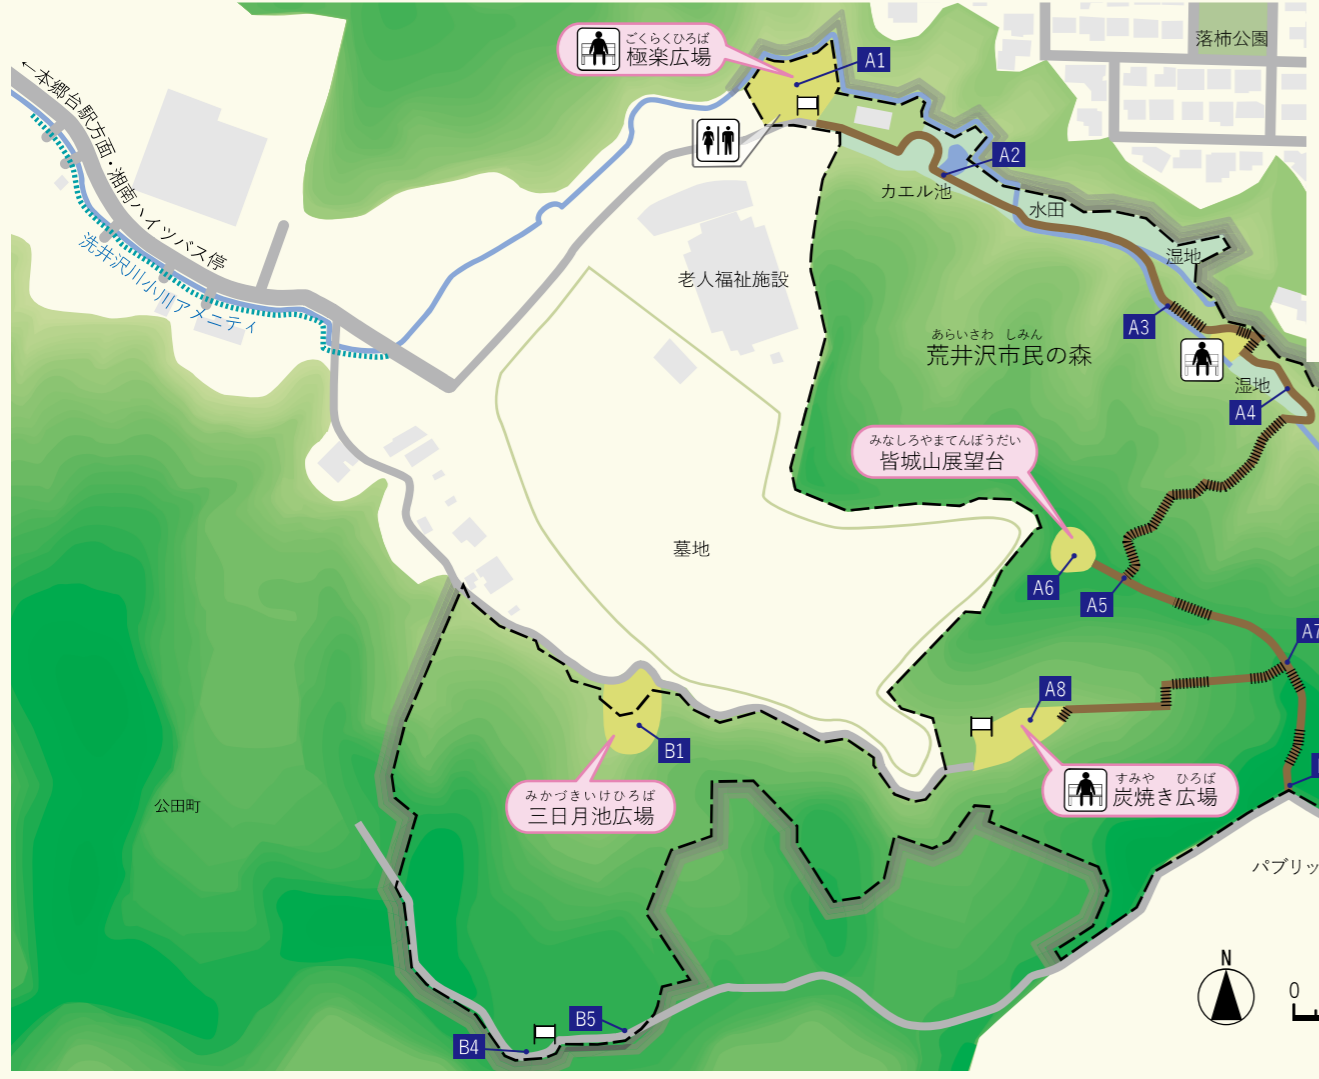 ←本郷台駅方面・湘南ハイツバス停
洗井沢川小川アメニティ
ごくらくひろば
極楽広場
A1
落柿公園
A2
カエル池
水田
湿地
老人福祉施設
A3
あらいさわ しみん
荒井沢市民の森
湿地
A4
みなしろやまてんぼうだい
皆城山展望台
墓地
A6
A5
A7
A8
B1
すみや ひろば
炭焼き広場
みかづきいけひろば
三日月池広場
公田町
パブリッ
N
0
B5
B4